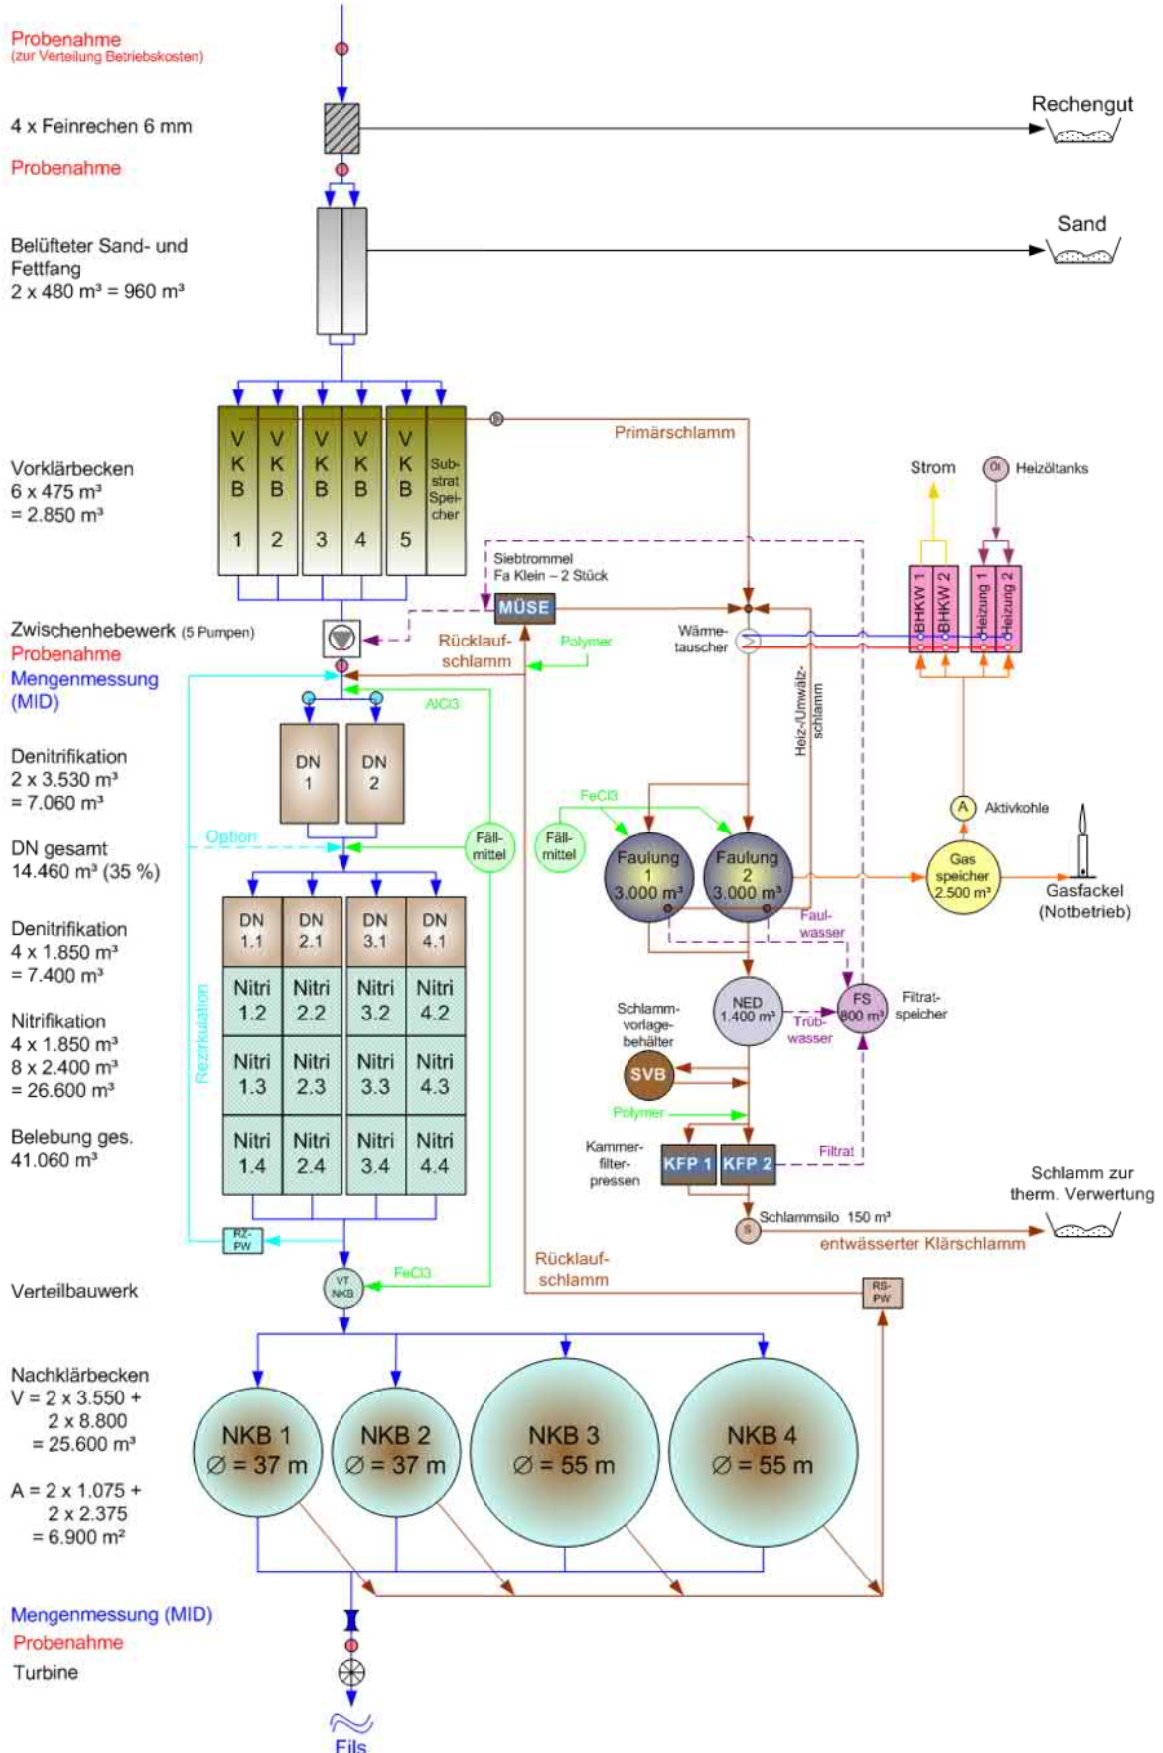 Probenahme
(zur Verteilung Betriebskosten)
4 x Feinrechen 6 mm
Rechengut
Probenahme
Belüfteter Sand- und
Fettfang
2 x 480 m³ = 960 m³
Sand
Vorklärbecken
6 x 475 m³
= 2.850 m³
V
K
B
1
V
K
B
2
V
K
B
3
V
K
B
4
V
K
B
5
Sub-
strat
Spei-
cher
Primärschlamm
Strom
Öl
Heizöltanks
BHKW 1
BHKW 2
Heizung 1
Heizung 2
Siebtrommel
Fa Klein – 2 Stück
MÜSE
Zwischenhebewerk (5 Pumpen)
Probenahme
Mengenmessung
(MID)
Rücklauf-
schlamm
Polymer
Wärme-
tauscher
Heiz-/Umwälz-
schlamm
AlCl3
Denitrifikation
2 x 3.530 m³
= 7.060 m³
DN
1
DN
2
Option
Fäll-
mittel
FeCl3
Fäll-
mittel
Faulung
1
3.000 m³
Faulung
2
3.000 m³
A
Aktivkohle
Gas
speicher
2.500 m³
Gasfackel
(Notbetrieb)
DN gesamt
14.460 m³ (35 %)
Denitrifikation
4 x 1.850 m³
= 7.400 m³
DN
1.1
DN
2.1
DN
3.1
DN
4.1
Faul-
wasser
Nitrifikation
4 x 1.850 m³
8 x 2.400 m³
= 26.600 m³
Nitri
1.2
Nitri
2.2
Nitri
3.2
Nitri
4.2
Nitri
1.3
Nitri
2.3
Nitri
3.3
Nitri
4.3
Nitri
1.4
Nitri
2.4
Nitri
3.4
Nitri
4.4
Rezirkulation
Belebung ges.
41.060 m³
NED
1.400 m³
Trüb-
wasser
FS
800 m³
Filtrat-
speicher
Schlamm-
vorlage-
behälter
SVB
Polymer
Kammer-
filter-
pressen
KFP 1
KFP 2
Filtrat
S
Schlammsilo 150 m³
entwässerter Klärschlamm
Schlamm zur
therm. Verwertung
RZ-
PW
Verteilbauwerk
VT
NKB
FeCl3
Rücklauf-
schlamm
RS-
PW
Nachklärbecken
V = 2 x 3.550 +
2 x 8.800
= 25.600 m³
A = 2 x 1.075 +
2 x 2.375
= 6.900 m²
NKB 1
Ø = 37 m
NKB 2
Ø = 37 m
NKB 3
Ø = 55 m
NKB 4
Ø = 55 m
Mengenmessung (MID)
Probenahme
Turbine
Fils